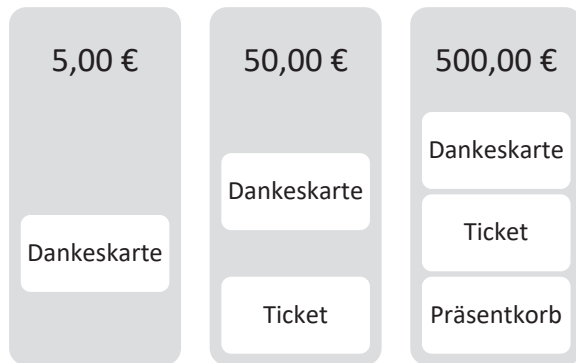 5,00 €
Dankeskarte
50,00 €
Dankeskarte
Ticket
500,00 €
Dankeskarte
Ticket
Präsentkorb